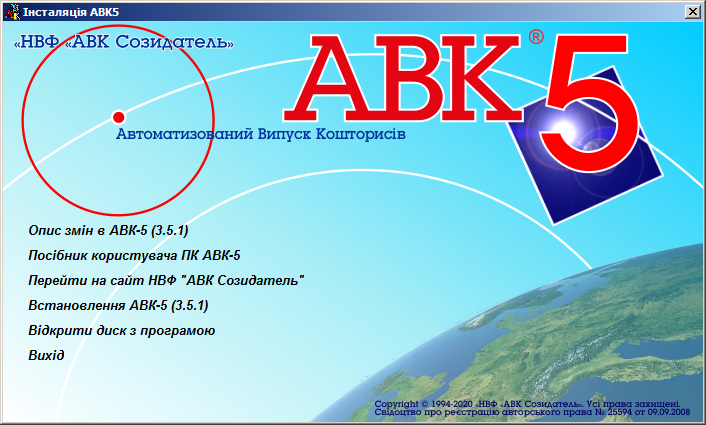 Інсталяція АВК5
«НВФ «АВК Созидатель»
АВК®5
Автоматизований Випуск Кошторисів
Опис змін в АВК-5 (3.5.1)
Посібник користувача ПК АВК-5
Перейти на сайт НВФ "АВК Созидатель"
Встановлення АВК-5 (3.5.1)
Відкрити диск з програмою
Вихід
Copyright © 1994-2020 «НВФ «АВК Созидатель». Усі права захищені.
Свідоцтво про реєстрацію авторського права № 25594 от 09.09.2008